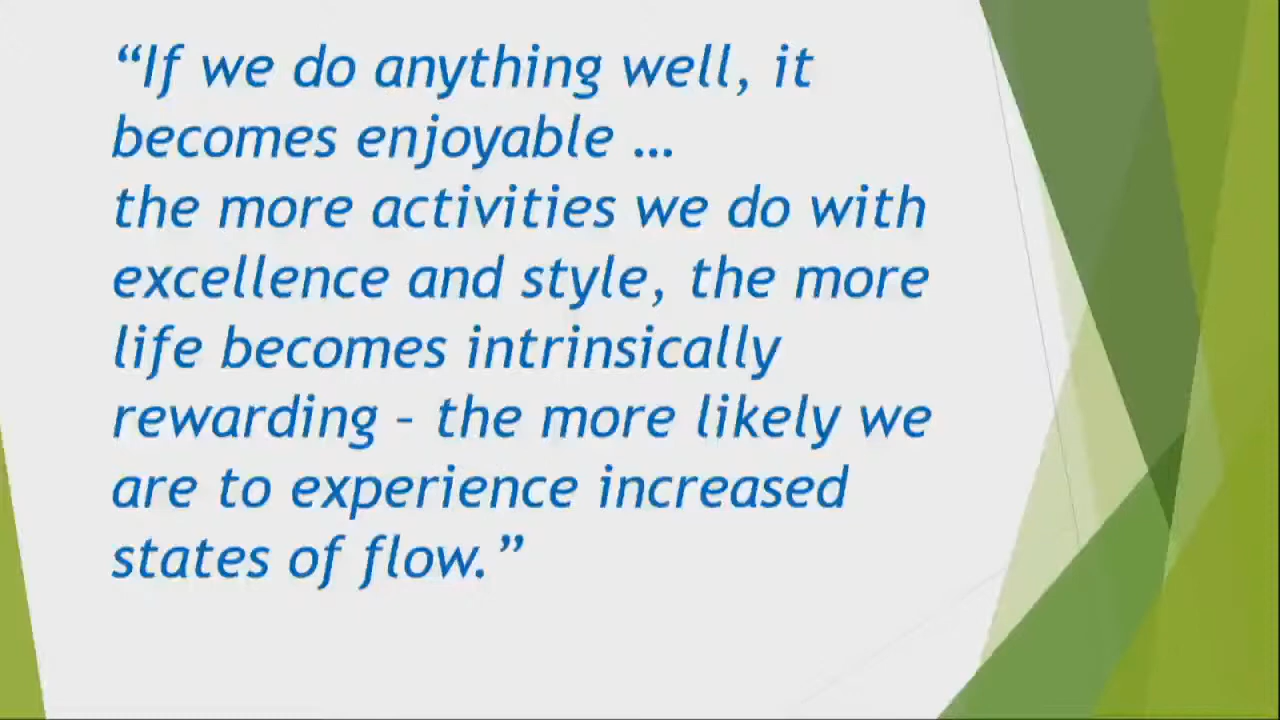 “If we do anything well, it
becomes enjoyable …
the more activities we do with
excellence and style, the more
life becomes intrinsically
rewarding – the more likely we
are to experience increased
states of flow.”